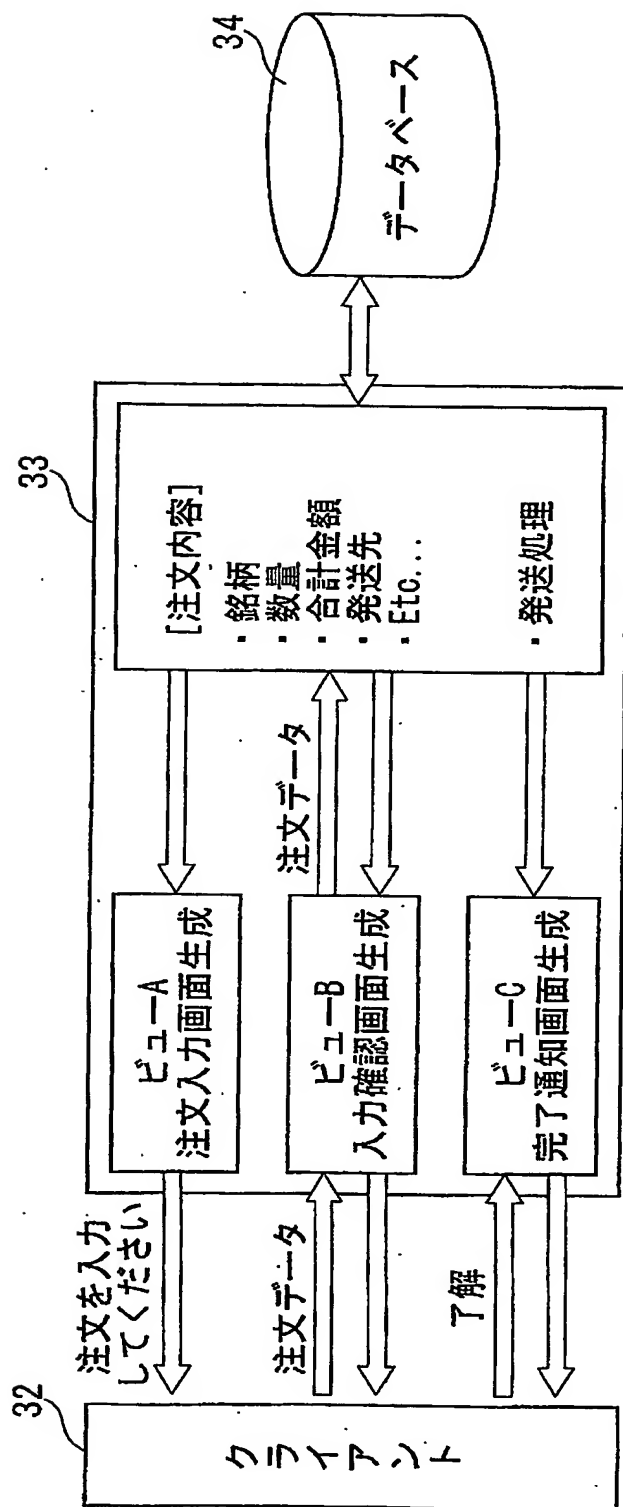 32
クライアント
注文を入力
してください
注文データ
了解
33
ビューA
注文入力画面生成
ビューB
入力確認画面生成
ビューC
完了通知画面生成
注文データ
[注文内容]
・銘柄
・数量
・合計金額
・発送先
・Etc...
・発送処理
34
データベース